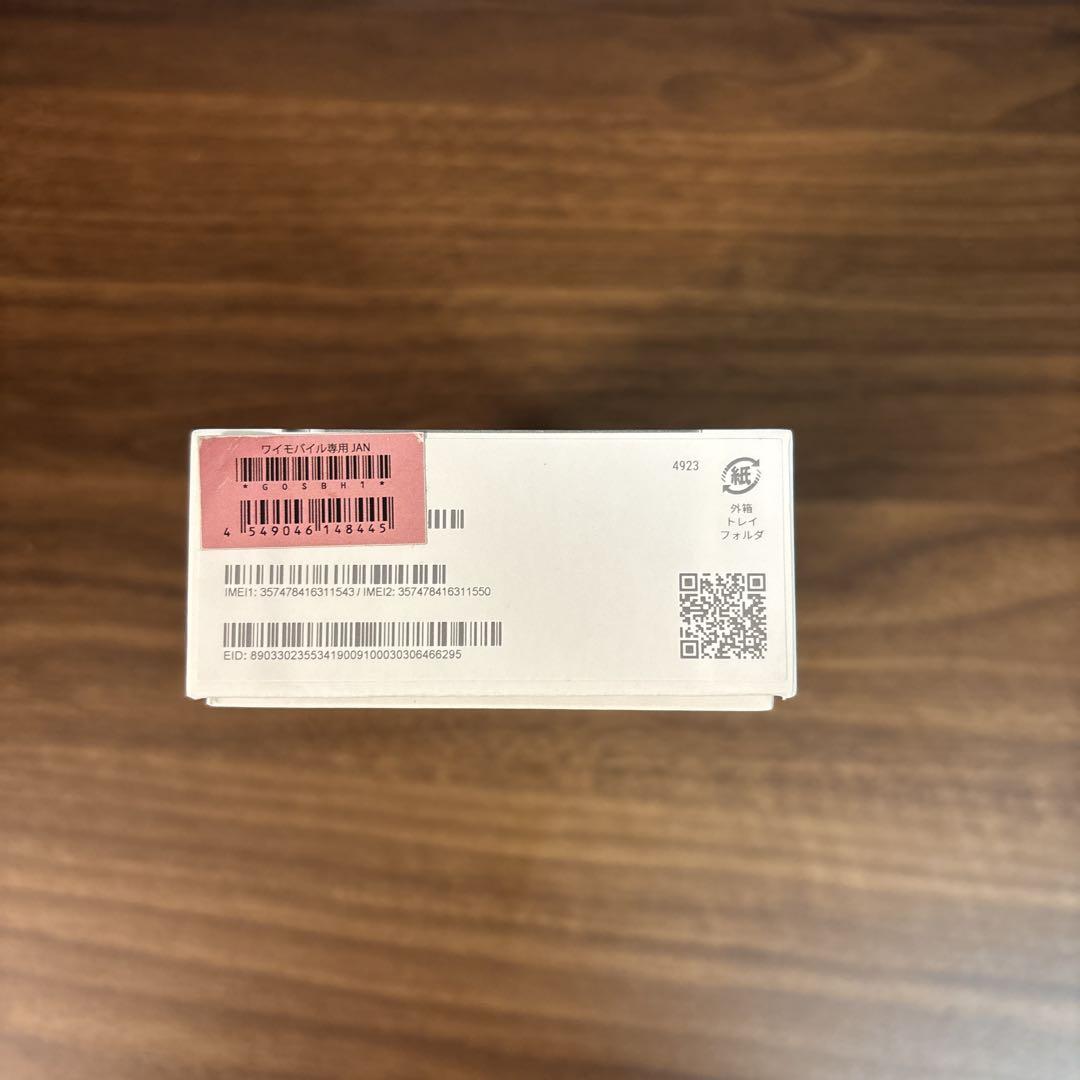 ワイモバイル専用 JAN
*GOSBH1*
4 549046 148445
4923
紙
外箱
トレイ
フォルダ
IMEI1: 357478416311543 / IMEI2: 357478416311550
EID: 89033023553419009100030306466295